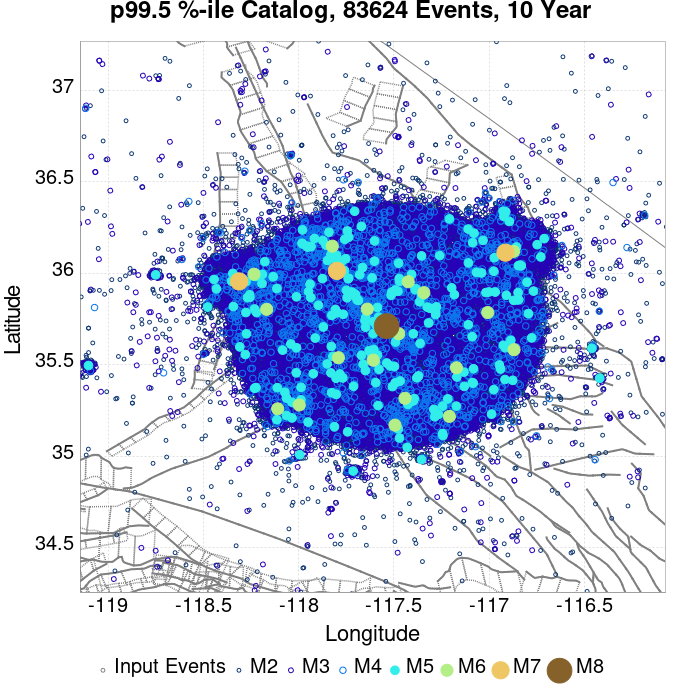 p99.5 %-ile Catalog, 83624 Events, 10 Year
37
36.5
36
35.5
35
34.5
Latitude
-119 -118.5 -118 -117.5 -117 -116.5
Longitude
Input Events M2 M3 M4 M5 M6 M7 M8